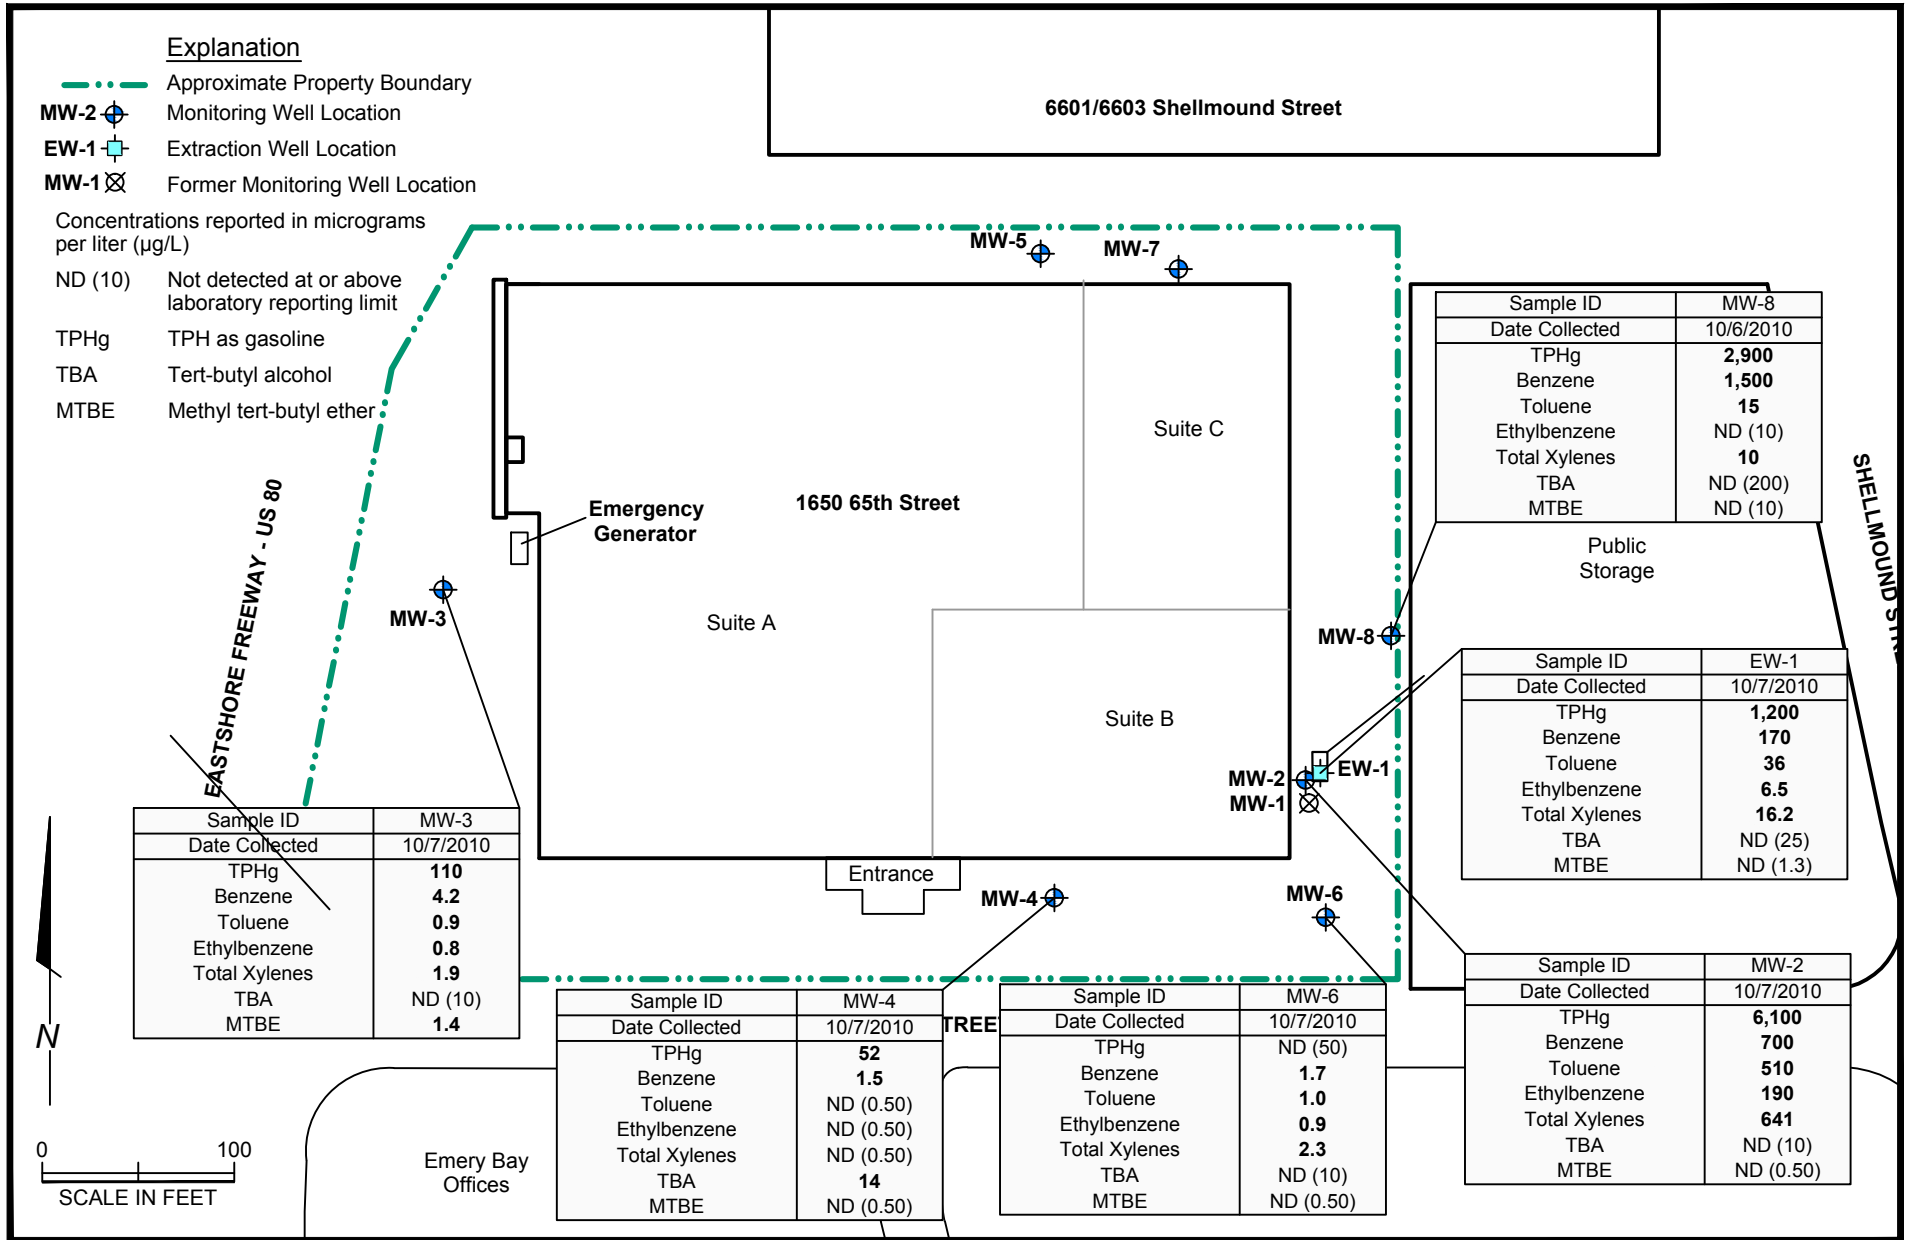 Explanation
Approximate Property Boundary
MW-2 Monitoring Well Location
EW-1 Extraction Well Location
MW-1 Former Monitoring Well Location
Concentrations reported in micrograms
per liter (µg/L)
ND (10) Not detected at or above
laboratory reporting limit
TPHg TPH as gasoline
TBA Tert-butyl alcohol
MTBE Methyl tert-butyl ether
6601/6603 Shellmound Street
MW-5
MW-7
Suite C
1650 65th Street
Emergency
Generator
Suite A
Suite B
MW-3
EASTSHORE FREEWAY - US 80
MW-8
Public
Storage
SHELLMOUND
MW-2
EW-1
MW-1
Entrance
MW-4
MW-6
Sample ID MW-8
Date Collected 10/6/2010
TPHg 2,900
Benzene 1,500
Toluene 15
Ethylbenzene ND (10)
Total Xylenes 10
TBA ND (200)
MTBE ND (10)
Sample ID EW-1
Date Collected 10/7/2010
TPHg 1,200
Benzene 170
Toluene 36
Ethylbenzene 6.5
Total Xylenes 16.2
TBA ND (25)
MTBE ND (1.3)
Sample ID MW-3
Date Collected 10/7/2010
TPHg 110
Benzene 4.2
Toluene 0.9
Ethylbenzene 0.8
Total Xylenes 1.9
TBA ND (10)
MTBE 1.4
Sample ID MW-4
Date Collected 10/7/2010
TPHg 52
Benzene 1.5
Toluene ND (0.50)
Ethylbenzene ND (0.50)
Total Xylenes ND (0.50)
TBA 14
MTBE ND (0.50)
Sample ID MW-6
Date Collected 10/7/2010
TPHg ND (50)
Benzene 1.7
Toluene 1.0
Ethylbenzene 0.9
Total Xylenes 2.3
TBA ND (10)
MTBE ND (0.50)
Sample ID MW-2
Date Collected 10/7/2010
TPHg 6,100
Benzene 700
Toluene 510
Ethylbenzene 190
Total Xylenes 641
TBA ND (10)
MTBE ND (0.50)
N
0 100
SCALE IN FEET
Emery Bay
Offices